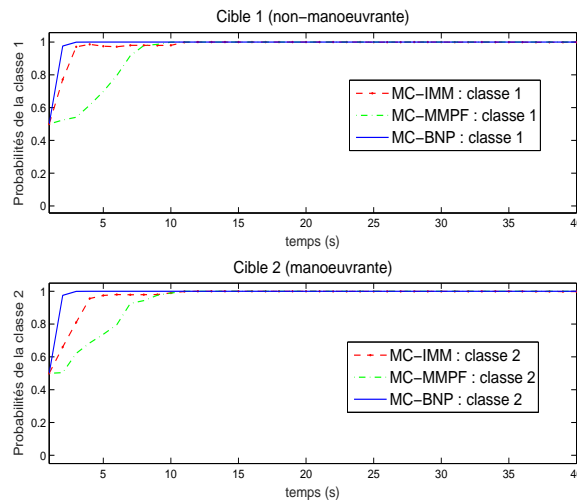 Cible 1 (non−manoeuvrante)
Probabilités de la classe 1
1
0.8
0.6
0.4
0.2
0
MC−IMM : classe 1
MC−MMPF : classe 1
MC−BNP : classe 1
5 10 15 20 25 30 35 40
temps (s)
Cible 2 (manoeuvrante)
Probabilités de la classe 2
1
0.8
0.6
0.4
0.2
0
MC−IMM : classe 2
MC−MMPF : classe 2
MC−BNP : classe 2
5 10 15 20 25 30 35 40
temps (s)